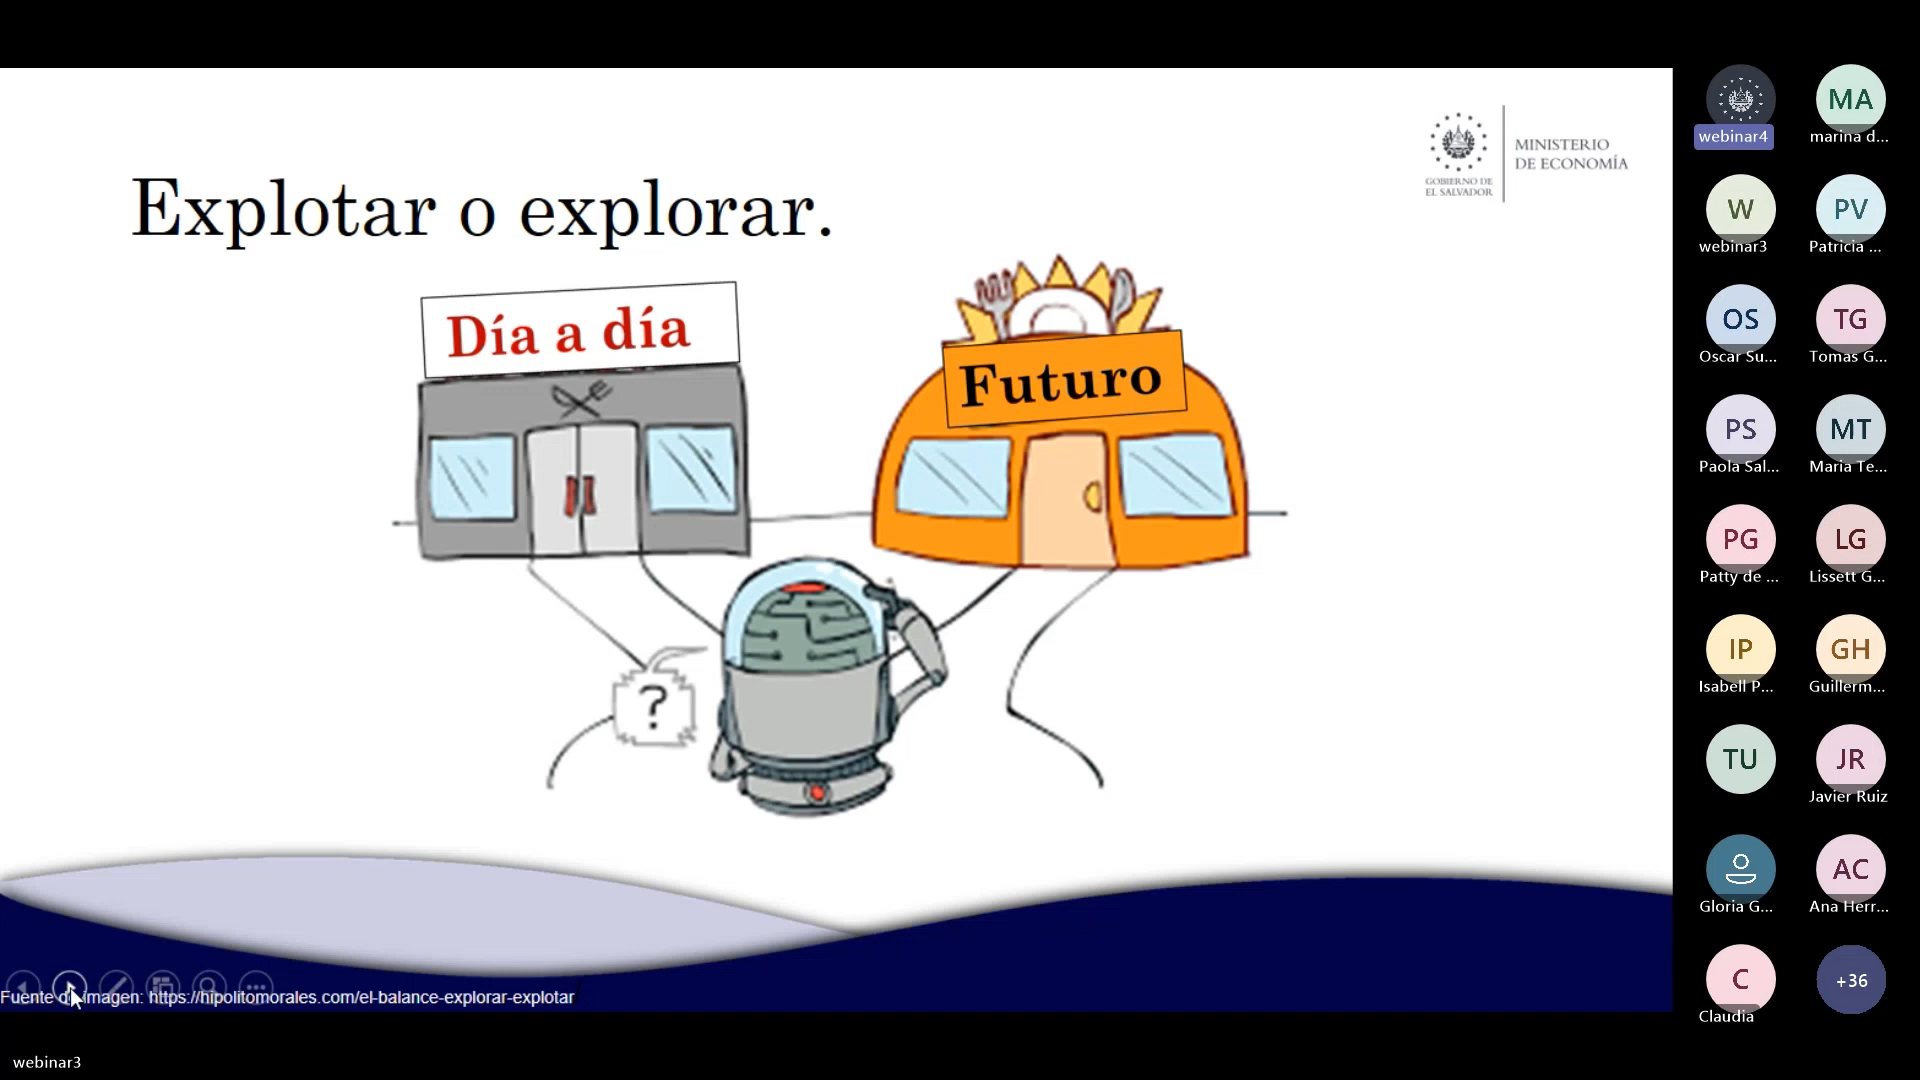 MINISTERIO
DE ECONOMÍA
GOBIERNO DE
EL SALVADOR
Explotar o explorar.
Día a día
Futuro
?
Fuente de imagen: https://hipolitomorales.com/el-balance-explorar-explotar
webinar3
webinar4
MA
marina d...
W
webinar3
PV
Patricia ...
OS
Oscar Su...
TG
Tomas G...
PS
Paola Sal...
MT
Maria Te...
PG
Patty de ...
LG
Lissett G...
IP
Isabell P...
GH
Guillerm...
TU
JR
Javier Ruiz
Gloria G...
AC
Ana Herr...
C
Claudia
+36